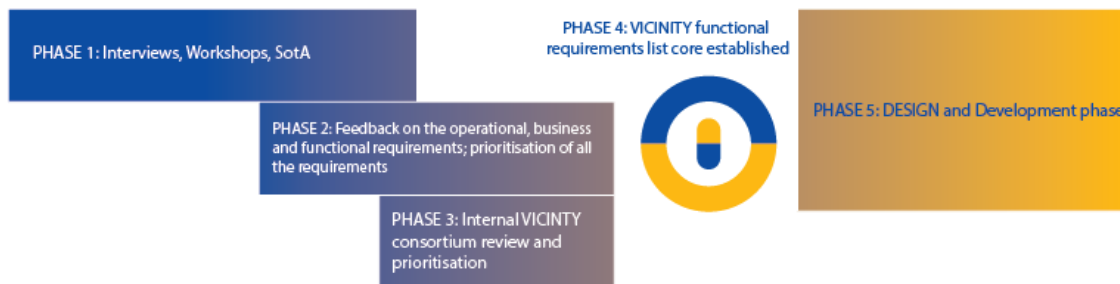 PHASE 1: Interviews, Workshops, SotA
PHASE 2: Feedback on the operational, business
and functional requirements; prioritisation of all
the requirements
PHASE 3: Internal VICINTY
consortium review and
prioritisation
PHASE 4: VICINITY functional
requirements list core established
PHASE 5: DESIGN and Development phase